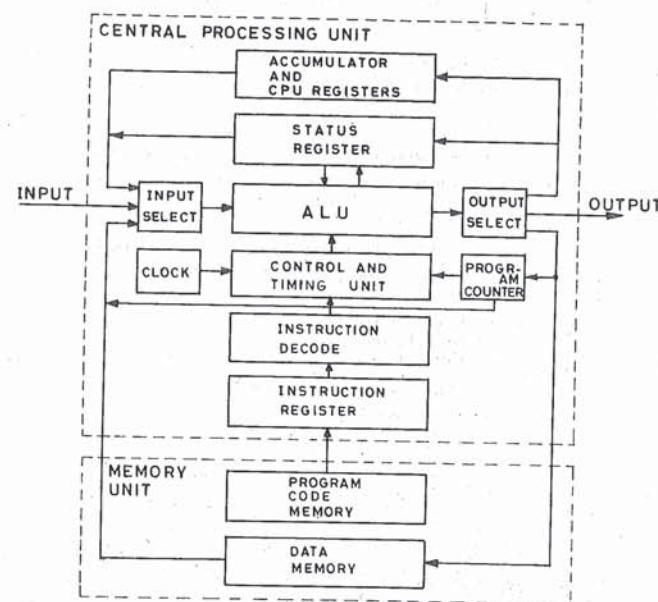 CENTRAL PROCESSING UNIT
ACCUMULATOR
AND
CPU REGISTERS
STATUS
REGISTER
INPUT
INPUT
SELECT
A L U
OUTPUT
SELECT
OUTPUT
CLOCK
CONTROL AND
TIMING UNIT
PROGR-
AM
COUNTER
INSTRUCTION
DECODE
INSTRUCTION
REGISTER
MEMORY
UNIT
PROGRAM
CODE
MEMORY
DATA
MEMORY